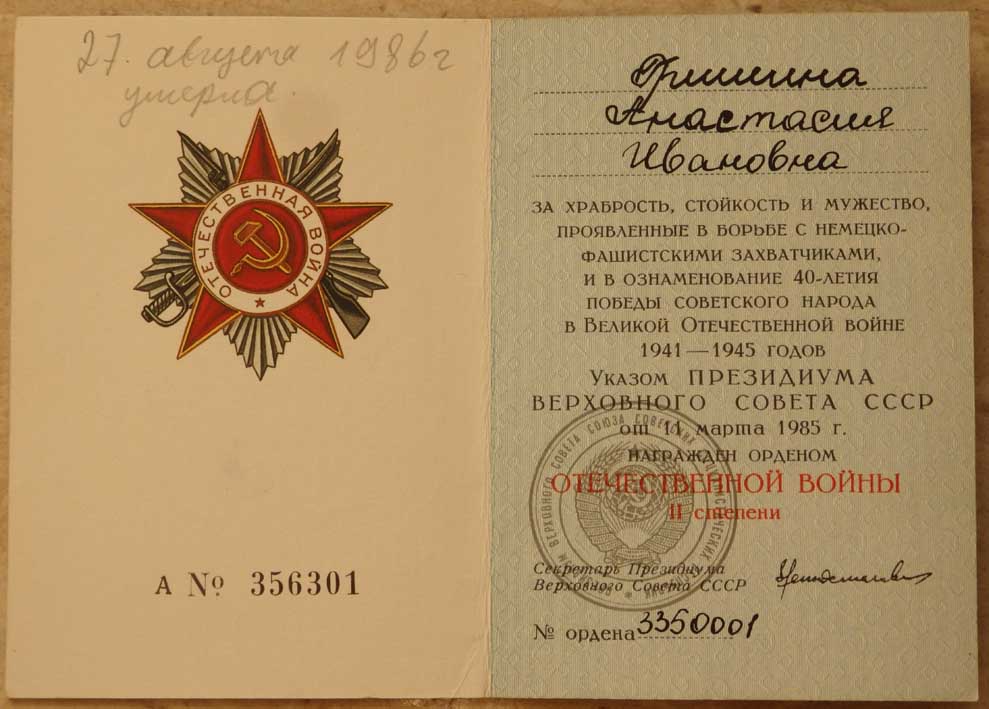 27. августа 1986 г
умерла.
ОТЕЧЕСТВЕННАЯ ВОЙНА
А № 356301
Гришина
Анастасия
Ивановна
ЗА ХРАБРОСТЬ, СТОЙКОСТЬ И МУЖЕСТВО,
ПРОЯВЛЕННЫЕ В БОРЬБЕ С НЕМЕЦКО-
ФАШИСТСКИМИ ЗАХВАТЧИКАМИ,
И В ОЗНАМЕНОВАНИЕ 40-ЛЕТИЯ
ПОБЕДЫ СОВЕТСКОГО НАРОДА
В ВЕЛИКОЙ ОТЕЧЕСТВЕННОЙ ВОЙНЕ
1941—1945 ГОДОВ
УКАЗОМ ПРЕЗИДИУМА
ВЕРХОВНОГО СОВЕТА СССР
от 11 марта 1985 г.
НАГРАЖДЕН ОРДЕНОМ
ОТЕЧЕСТВЕННОЙ ВОЙНЫ
II степени
Секретарь Президиума
Верховного Совета СССР
№ ордена 3350001